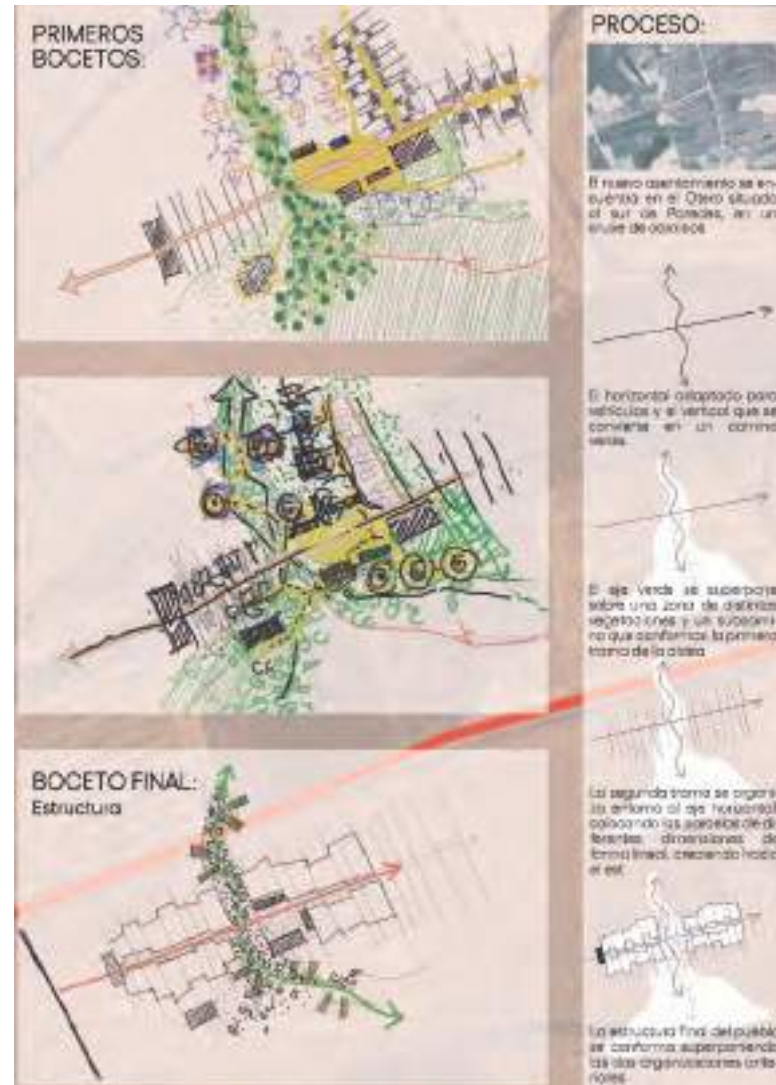 PRIMEROS
BOCETOS:
BOCETO FINAL:
Estructura
PROCESO:
El nuevo asentamiento se en-
cuentra en el Otero situado
al sur de Paredes, en un
cruce de caminos
El horizontal adaptado para
vehículos y el vertical que se
convierte en un camino
verde.
El eje verde se superpone
sobre una zona de distintas
vegetaciones y un subcami-
no que conforman la primera
trama de la aldea
La segunda trama se organi-
za entorno al eje horizontal,
colocando las parcelas de di-
ferentes dimensiones de
forma lineal, creciendo hacia
el est
La estructura final del pueblo
se conforma superponiendo
las dos organizaciones ante-
riores